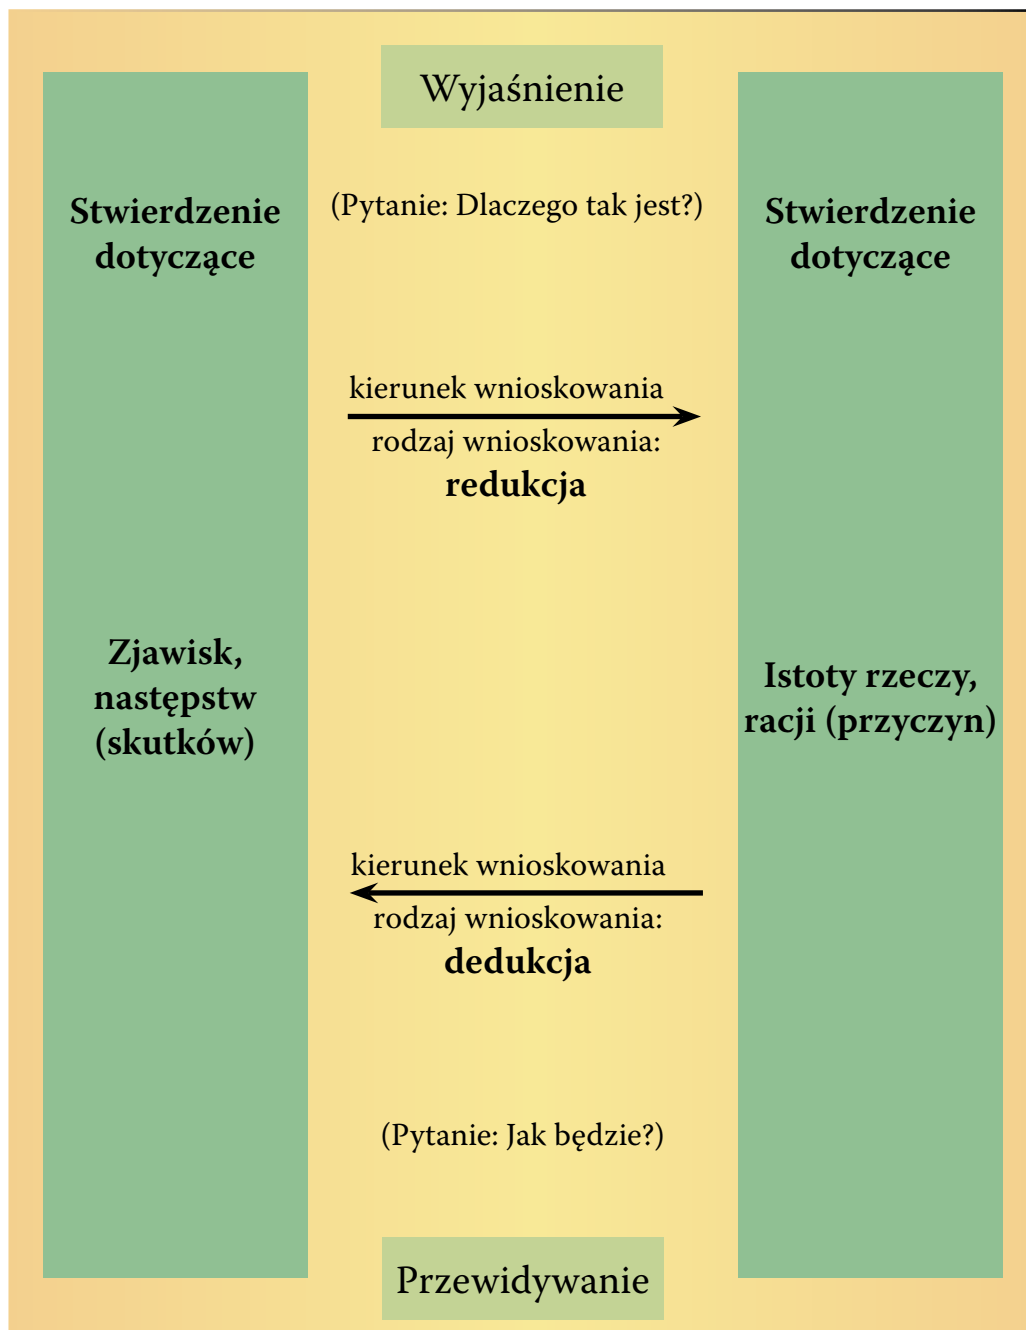 Wyjaśnienie
Stwierdzenie
dotyczące
(Pytanie: Dlaczego tak jest?)
Stwierdzenie
dotyczące
kierunek wnioskowania
rodzaj wnioskowania:
redukcja
Zjawisk,
następstw
(skutków)
Istoty rzeczy,
racji (przyczyn)
kierunek wnioskowania
rodzaj wnioskowania:
dedukcja
(Pytanie: Jak będzie?)
Przewidywanie